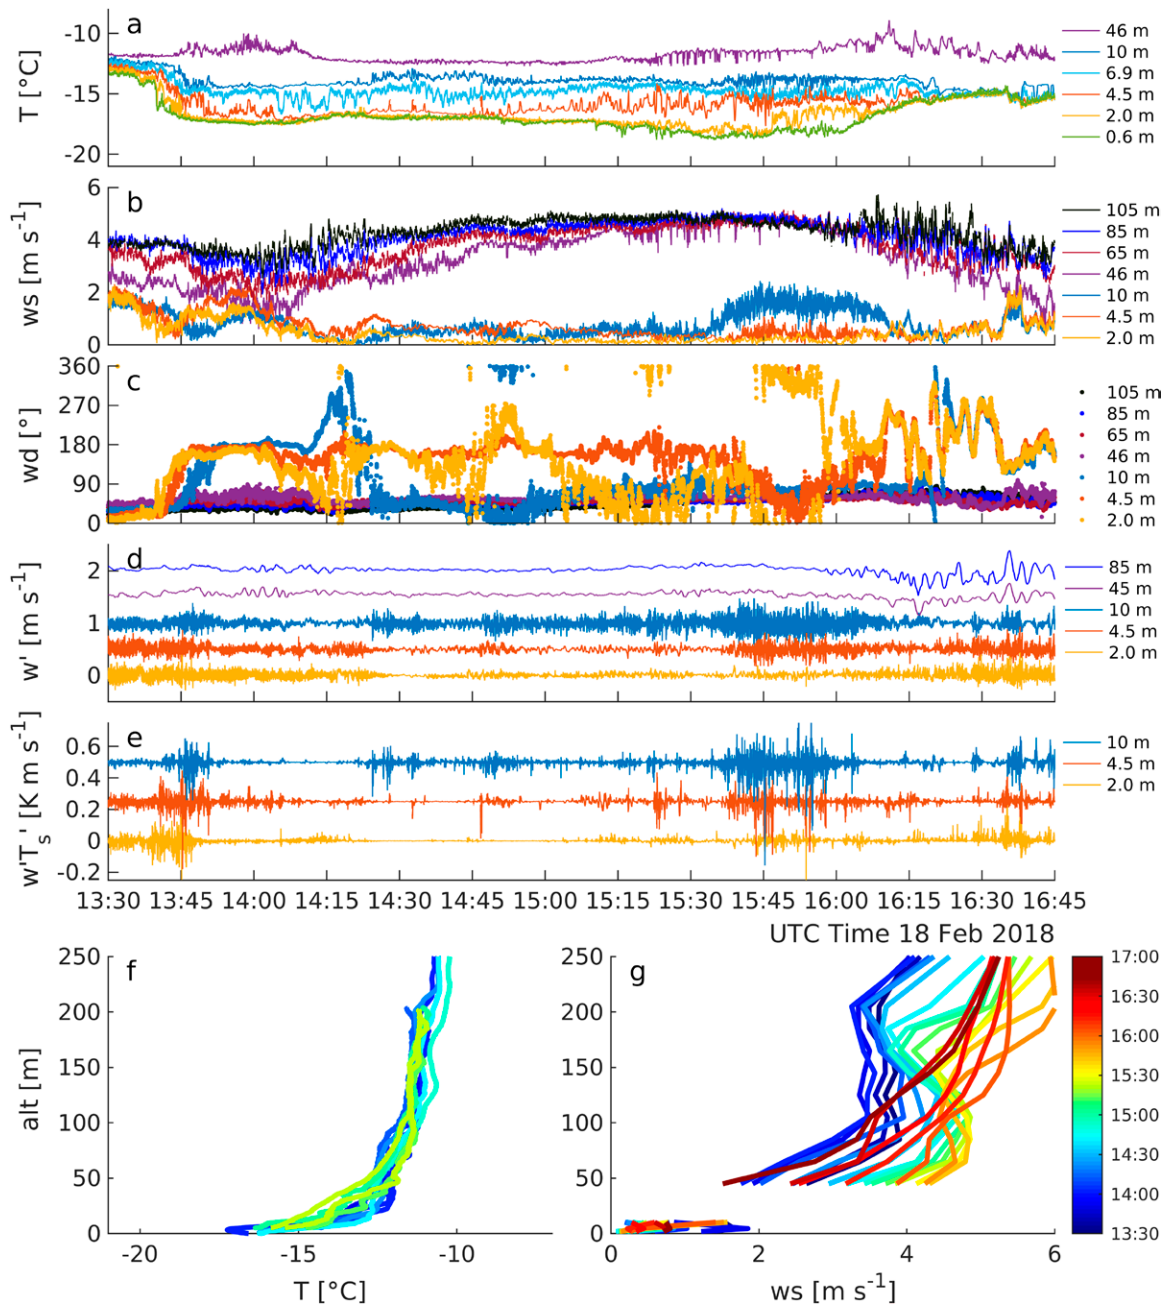 a
T [°C]
-10
-15
-20
46 m
10 m
6.9 m
4.5 m
2.0 m
0.6 m
b
ws [m s-1]
6
4
2
0
105 m
85 m
65 m
46 m
10 m
4.5 m
2.0 m
c
wd [°]
360
270
180
90
0
105 m
85 m
65 m
46 m
10 m
4.5 m
2.0 m
d
w' [m s-1]
2
1
0
85 m
45 m
10 m
4.5 m
2.0 m
e
w'Ts' [K m s-1]
0.6
0.4
0.2
0
-0.2
10 m
4.5 m
2.0 m
13:30 13:45 14:00 14:15 14:30 14:45 15:00 15:15 15:30 15:45 16:00 16:15 16:30 16:45
UTC Time 18 Feb 2018
f
alt [m]
250
200
150
100
50
0
-20 -15 -10
T [°C]
g
250
200
150
100
50
0
0 2 4 6
ws [m s-1]
17:00
16:30
16:00
15:30
15:00
14:30
14:00
13:30